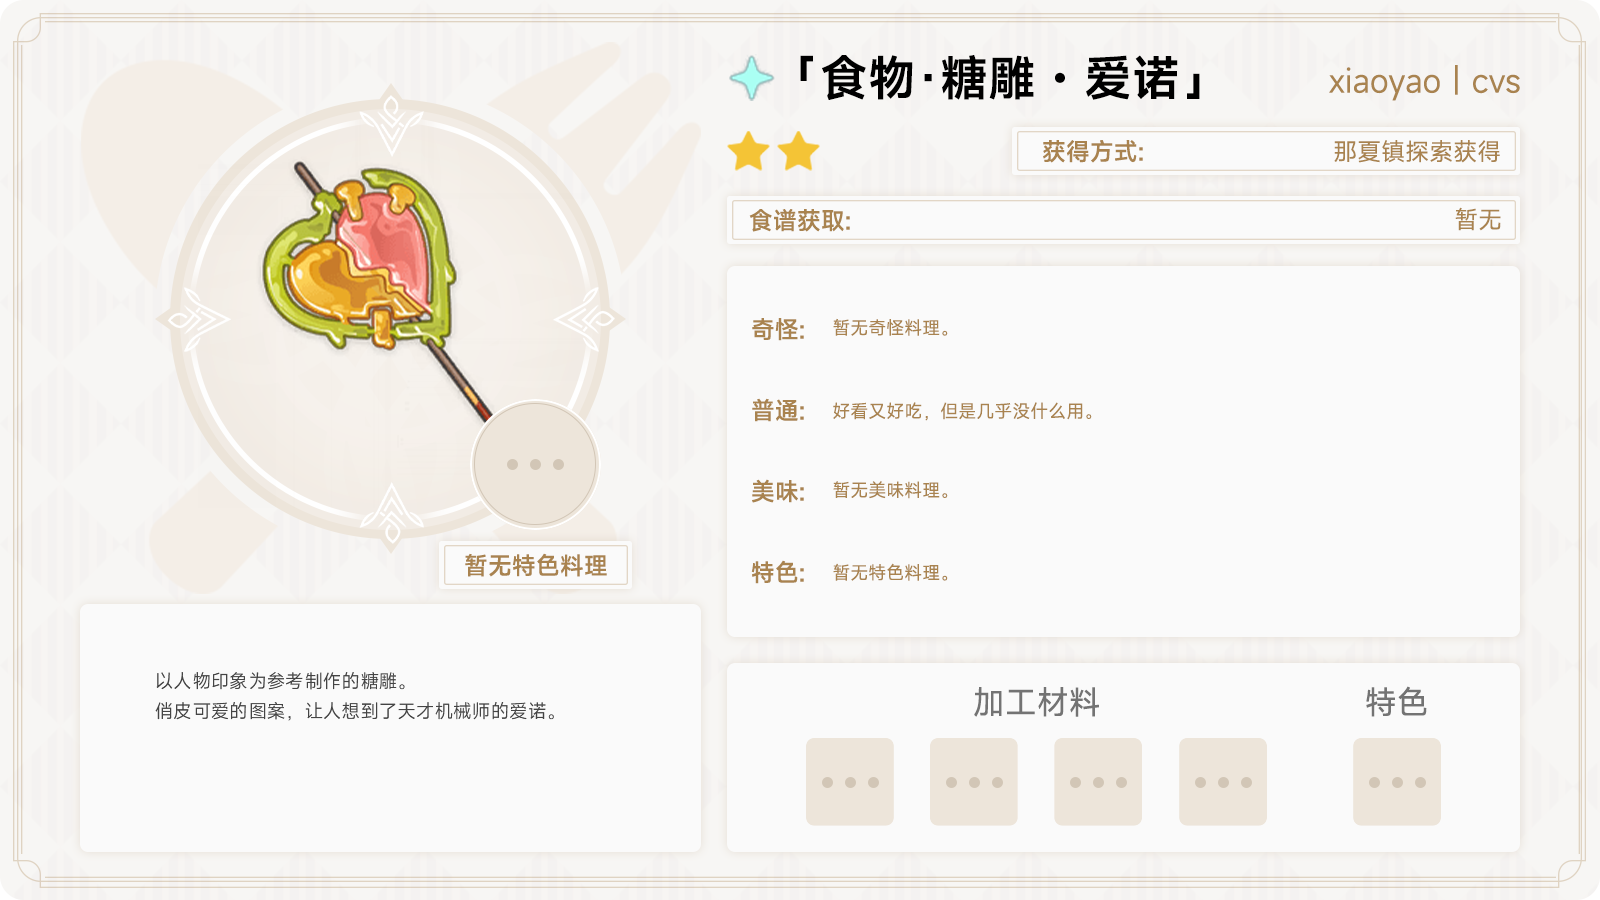 「食物·糖雕·爱诺」
xiaoyao | cvs
获得方式: 那夏镇探索获得
食谱获取: 暂无
奇怪: 暂无奇怪料理。
普通: 好看又好吃，但是几乎没什么用。
美味: 暂无美味料理。
特色: 暂无特色料理。
暂无特色料理
以人物印象为参考制作的糖雕。
俏皮可爱的图案，让人想到了天才机械师的爱诺。
加工材料 特色